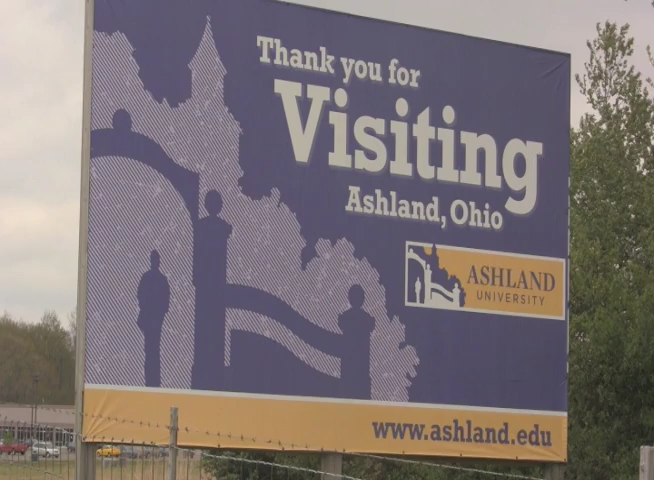 Thank you for
Visiting
Ashland, Ohio
ASHLAND
UNIVERSITY
www.ashland.edu